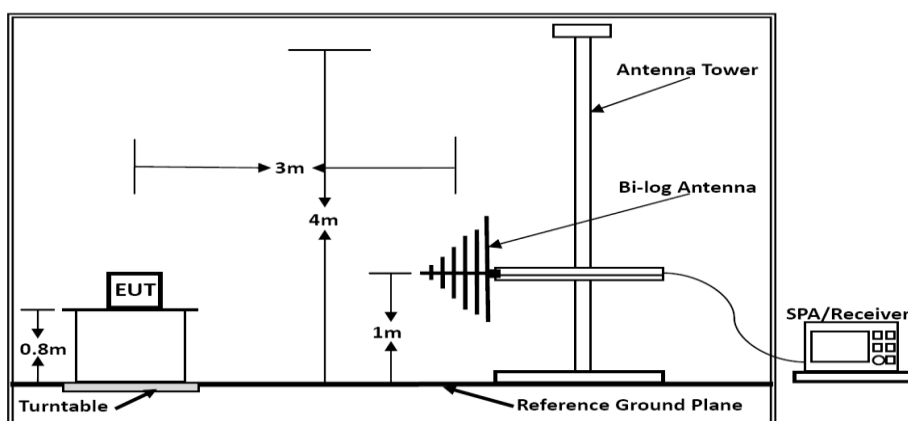 Antenna Tower
3m
Bi-log Antenna
4m
EUT
0.8m
1m
SPA/Receiver
Turntable
Reference Ground Plane